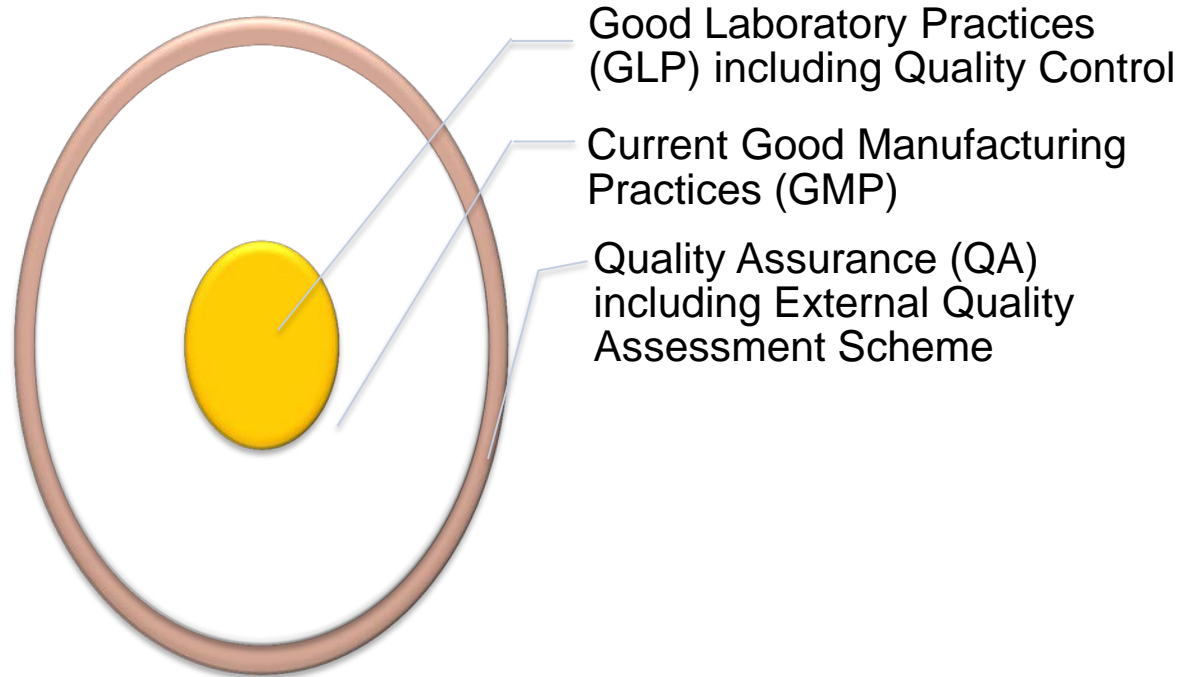 Good Laboratory Practices
(GLP) including Quality Control
Current Good Manufacturing
Practices (GMP)
Quality Assurance (QA)
including External Quality
Assessment Scheme